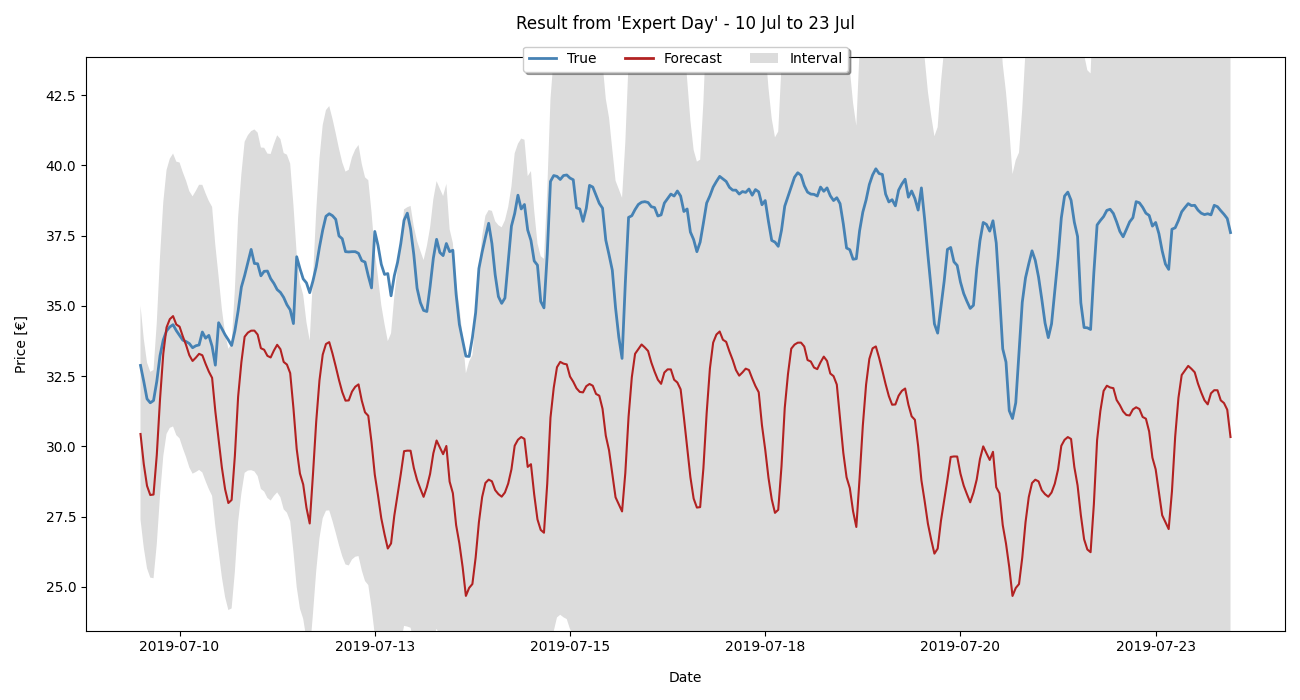 Result from 'Expert Day' - 10 Jul to 23 Jul
True Forecast Interval
42.5
40.0
37.5
35.0
32.5
30.0
27.5
25.0
Price [€]
2019-07-10 2019-07-13 2019-07-15 2019-07-18 2019-07-20 2019-07-23
Date